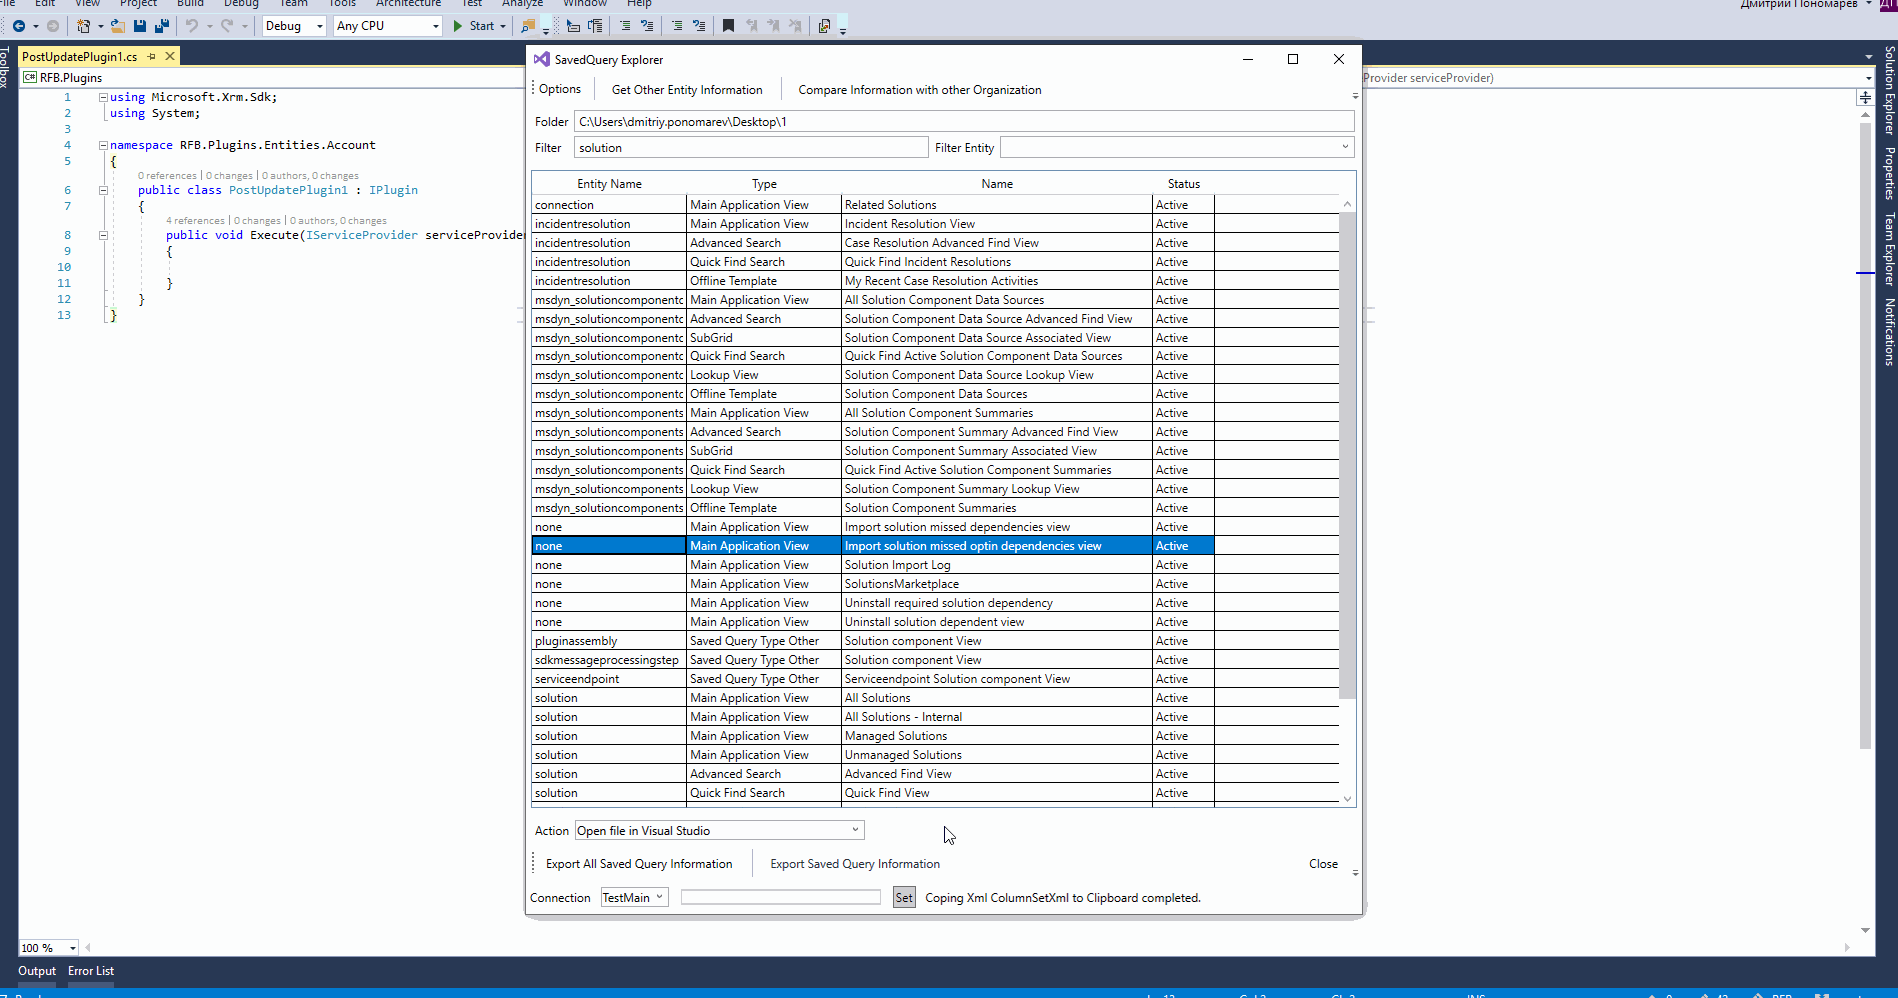 File Edit View Project Build Debug Team Tools Architecture Test Analyze Window Help
Дмитрий Пономарев ДП
Debug Any CPU Start
PostUpdatePlugin1.cs
RFB.Plugins
Provider serviceProvider)
Toolbox
Solution Explorer
Properties
Team Explorer
Notifications
1 using Microsoft.Xrm.Sdk;
2 using System;
3
4 namespace RFB.Plugins.Entities.Account
5 {
0 references | 0 changes | 0 authors, 0 changes
6 public class PostUpdatePlugin1 : IPlugin
7 {
4 references | 0 changes | 0 authors, 0 changes
8 public void Execute(IServiceProvider serviceProvider
9 {
10
11 }
12 }
13 }
SavedQuery Explorer
Options Get Other Entity Information Compare Information with other Organization
Folder C:\Users\dmitriy.ponomarev\Desktop\1
Filter solution Filter Entity
Entity Name Type Name Status
connection Main Application View Related Solutions Active
incidentresolution Main Application View Incident Resolution View Active
incidentresolution Advanced Search Case Resolution Advanced Find View Active
incidentresolution Quick Find Search Quick Find Incident Resolutions Active
incidentresolution Offline Template My Recent Case Resolution Activities Active
msdyn_solutioncomponentc Main Application View All Solution Component Data Sources Active
msdyn_solutioncomponentc Advanced Search Solution Component Data Source Advanced Find View Active
msdyn_solutioncomponentc SubGrid Solution Component Data Source Associated View Active
msdyn_solutioncomponentc Quick Find Search Quick Find Active Solution Component Data Sources Active
msdyn_solutioncomponentc Lookup View Solution Component Data Source Lookup View Active
msdyn_solutioncomponentc Offline Template Solution Component Data Sources Active
msdyn_solutioncomponents Main Application View All Solution Component Summaries Active
msdyn_solutioncomponents Advanced Search Solution Component Summary Advanced Find View Active
msdyn_solutioncomponents SubGrid Solution Component Summary Associated View Active
msdyn_solutioncomponents Quick Find Search Quick Find Active Solution Component Summaries Active
msdyn_solutioncomponents Lookup View Solution Component Summary Lookup View Active
msdyn_solutioncomponents Offline Template Solution Component Summaries Active
none Main Application View Import solution missed dependencies view Active
none Main Application View Import solution missed optin dependencies view Active
none Main Application View Solution Import Log Active
none Main Application View SolutionsMarketplace Active
none Main Application View Uninstall required solution dependency Active
none Main Application View Uninstall solution dependent view Active
pluginassembly Saved Query Type Other Solution component View Active
sdkmessageprocessingstep Saved Query Type Other Solution component View Active
serviceendpoint Saved Query Type Other Serviceendpoint Solution component View Active
solution Main Application View All Solutions Active
solution Main Application View All Solutions - Internal Active
solution Main Application View Managed Solutions Active
solution Main Application View Unmanaged Solutions Active
solution Advanced Search Advanced Find View Active
solution Quick Find Search Quick Find View Active
Action Open file in Visual Studio
Export All Saved Query Information Export Saved Query Information Close
Connection TestMain Set Coping Xml ColumnSetXml to Clipboard completed.
100 %
Output Error List